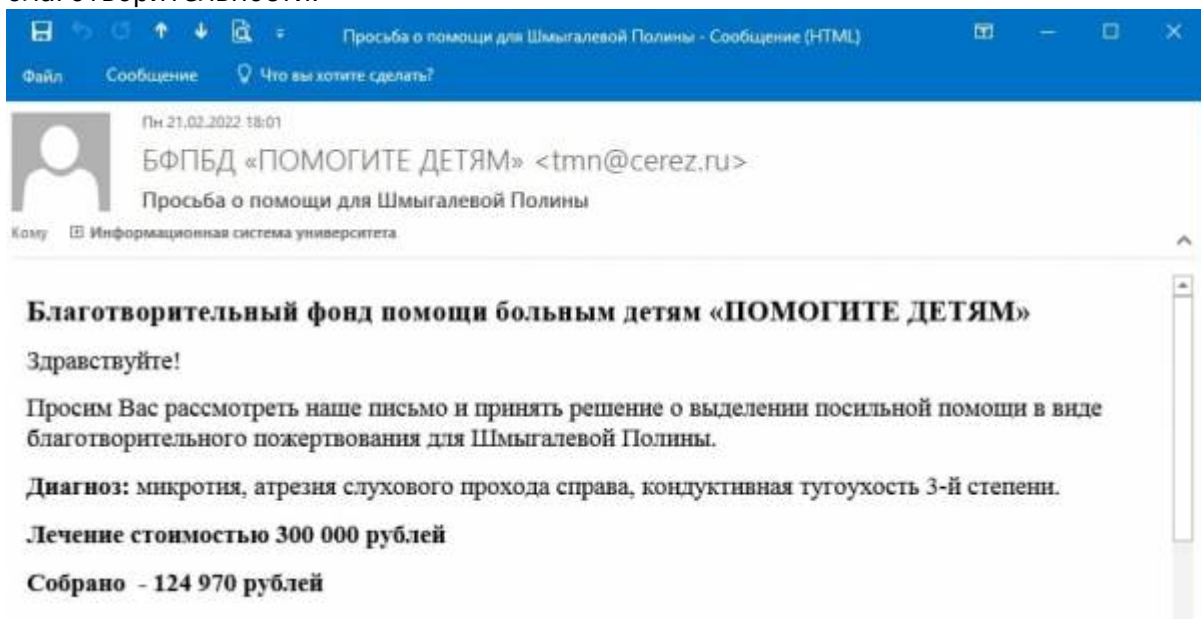 благотворительности.
Просьба о помощи для Шмыгалевой Полины - Сообщение (HTML)
Файл Сообщение Что вы хотите сделать?
Пн 21.02.2022 18:01
БФПБД «ПОМОГИТЕ ДЕТЯМ» <tmn@cerez.ru>
Просьба о помощи для Шмыгалевой Полины
Кому Информационная система университета
Благотворительный фонд помощи больным детям «ПОМОГИТЕ ДЕТЯМ»
Здравствуйте!
Просим Вас рассмотреть наше письмо и принять решение о выделении посильной помощи в виде
благотворительного пожертвования для Шмыгалевой Полины.
Диагноз: микротия, атрезия слухового прохода справа, кондуктивная тугоухость 3-й степени.
Лечение стоимостью 300 000 рублей
Собрано - 124 970 рублей